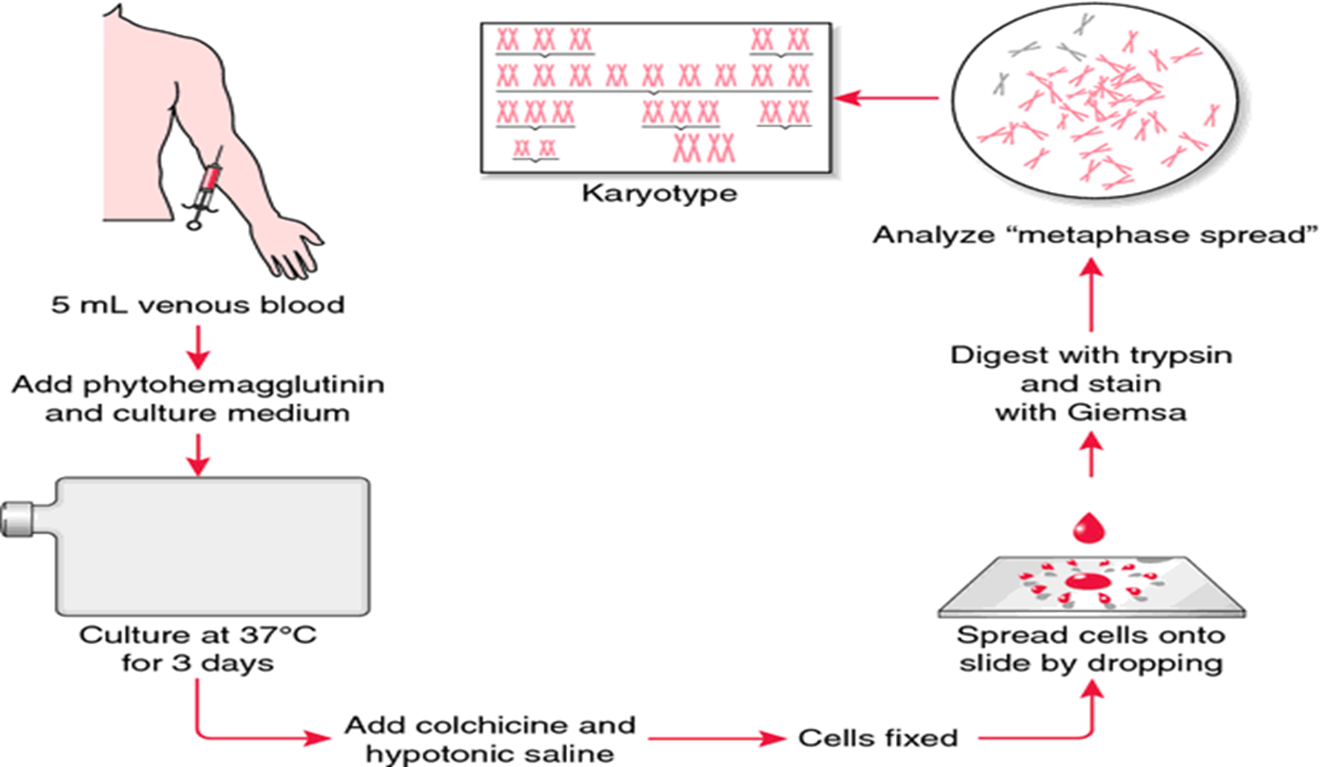 5 mL venous blood
Add phytohemagglutinin
and culture medium
Culture at 37°C
for 3 days
Add colchicine and
hypotonic saline
Cells fixed
Spread cells onto
slide by dropping
Digest with trypsin
and stain
with Giemsa
Analyze “metaphase spread”
Karyotype